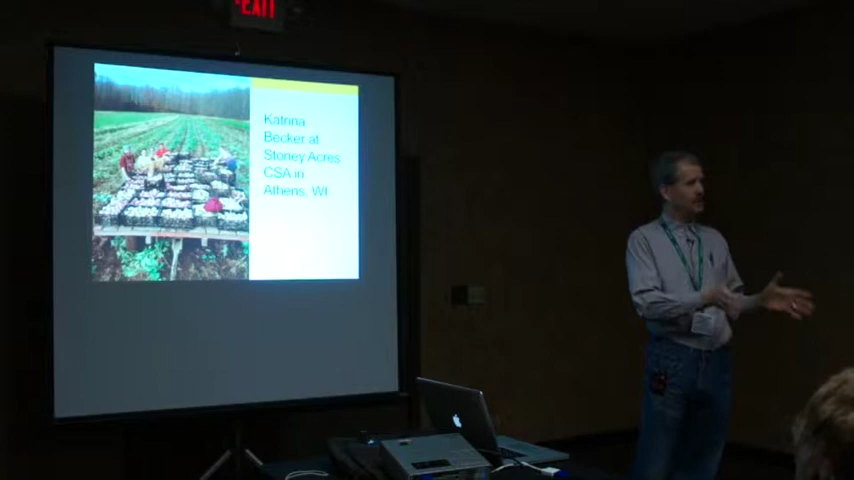 EXIT
Katrina
Becker at
Stoney Acres
CSA in
Athens, WI